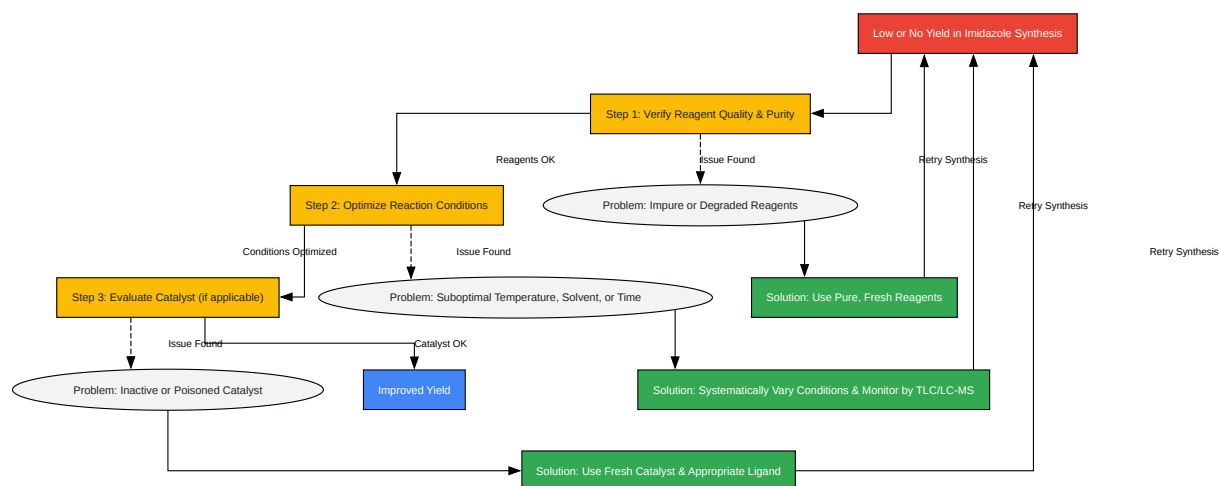 Low or No Yield in Imidazole Synthesis
Step 1: Verify Reagent Quality & Purity
Reagents OK
Issue Found
Retry Synthesis
Step 2: Optimize Reaction Conditions
Problem: Impure or Degraded Reagents
Retry Synthesis
Conditions Optimized
Issue Found
Retry Synthesis
Step 3: Evaluate Catalyst (if applicable)
Problem: Suboptimal Temperature, Solvent, or Time
Solution: Use Pure, Fresh Reagents
Issue Found
Catalyst OK
Problem: Inactive or Poisoned Catalyst
Improved Yield
Solution: Systematically Vary Conditions & Monitor by TLC/LC-MS
Solution: Use Fresh Catalyst & Appropriate Ligand